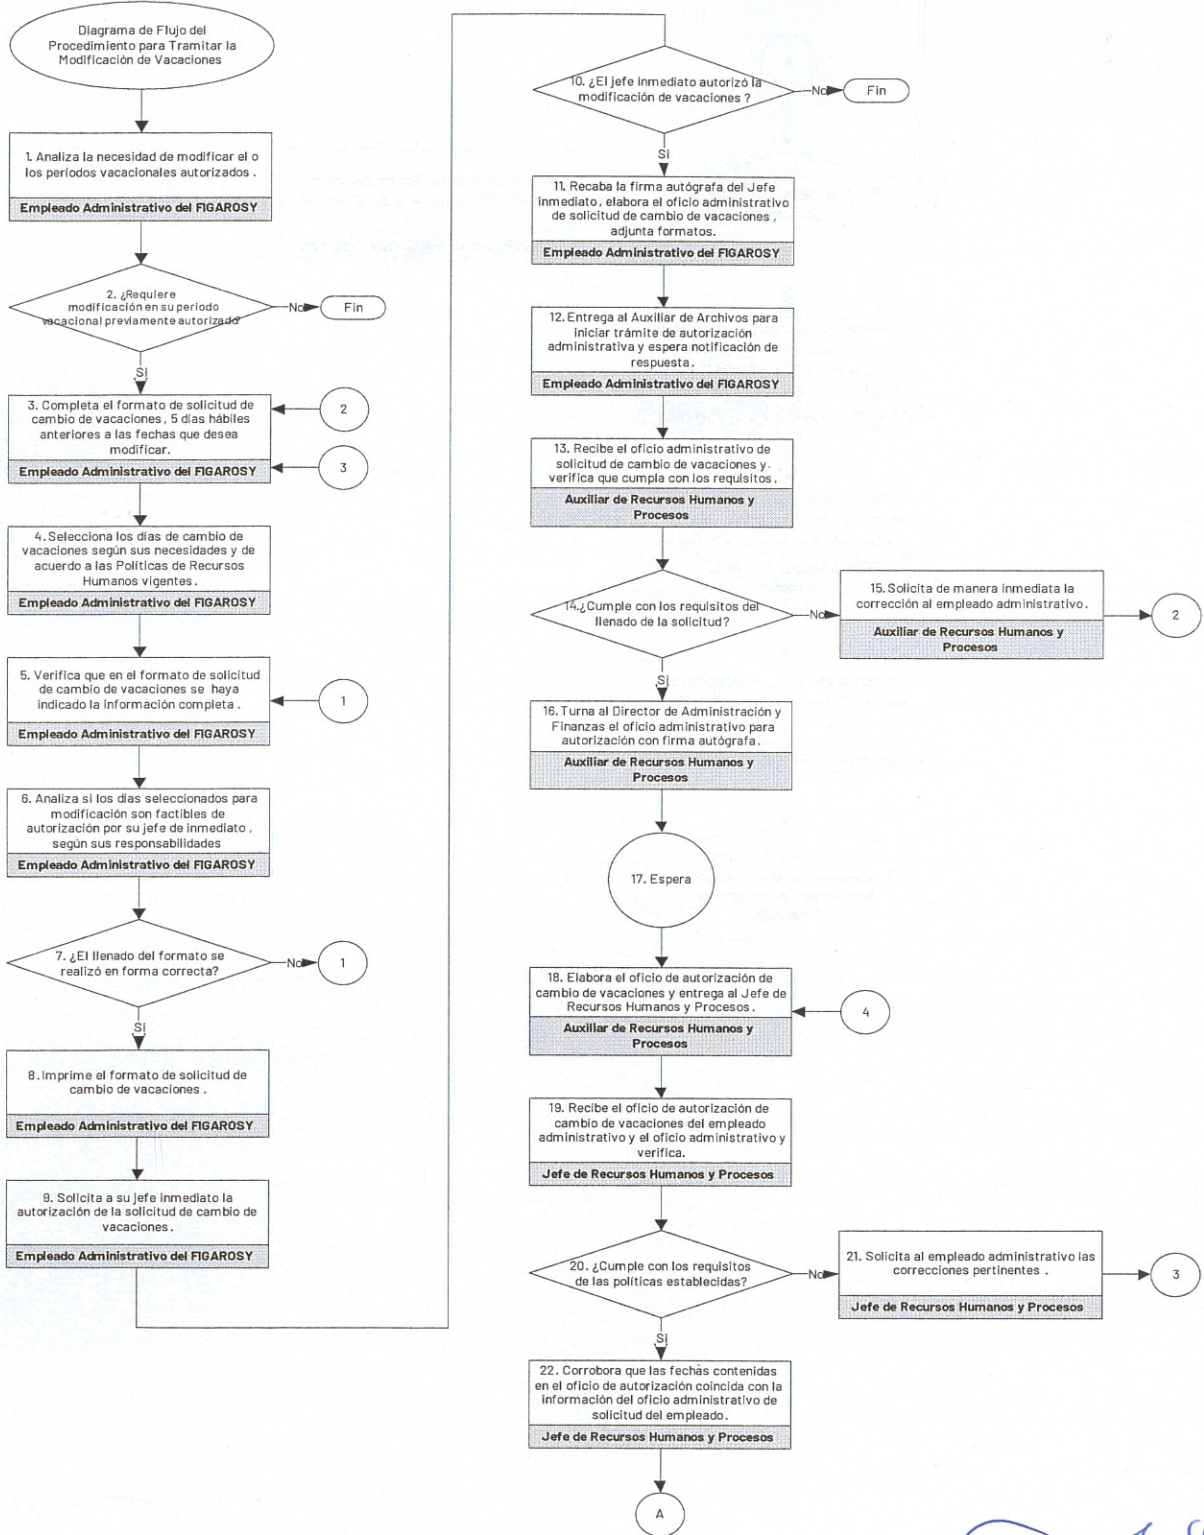 Diagrama de Flujo del
Procedimiento para Tramitar la
Modificación de Vacaciones
1. Analiza la necesidad de modificar el o
los períodos vacacionales autorizados .
Empleado Administrativo del FIGAROSY
2. ¿Requiere
modificación en su periodo
vacacional previamente autorizado?
No
Fin
Si
3. Completa el formato de solicitud de
cambio de vacaciones, 5 días hábiles
anteriores a las fechas que desea
modificar.
Empleado Administrativo del FIGAROSY
2
3
4. Selecciona los días de cambio de
vacaciones según sus necesidades y de
acuerdo a las Políticas de Recursos
Humanos vigentes .
Empleado Administrativo del FIGAROSY
5. Verifica que en el formato de solicitud
de cambio de vacaciones se haya
indicado la información completa .
Empleado Administrativo del FIGAROSY
1
6. Analiza si los días seleccionados para
modificación son factibles de
autorización por su jefe de inmediato ,
según sus responsabilidades
Empleado Administrativo del FIGAROSY
7. ¿El llenado del formato se
realizó en forma correcta?
No
1
Si
8. Imprime el formato de solicitud de
cambio de vacaciones .
Empleado Administrativo del FIGAROSY
9. Solicita a su jefe inmediato la
autorización de la solicitud de cambio de
vacaciones.
Empleado Administrativo del FIGAROSY
10. ¿El jefe inmediato autorizó la
modificación de vacaciones ?
No
Fin
Si
11. Recaba la firma autógrafa del Jefe
inmediato, elabora el oficio administrativo
de solicitud de cambio de vacaciones ,
adjunta formatos.
Empleado Administrativo del FIGAROSY
12. Entrega al Auxiliar de Archivos para
iniciar trámite de autorización
administrativa y espera notificación de
respuesta .
Empleado Administrativo del FIGAROSY
13. Recibe el oficio administrativo de
solicitud de cambio de vacaciones y
verifica que cumpla con los requisitos .
Auxiliar de Recursos Humanos y
Procesos
14. ¿Cumple con los requisitos del
llenado de la solicitud?
No
15. Solicita de manera inmediata la
corrección al empleado administrativo .
Auxiliar de Recursos Humanos y
Procesos
2
Si
16. Turna al Director de Administración y
Finanzas el oficio administrativo para
autorización con firma autógrafa .
Auxiliar de Recursos Humanos y
Procesos
17. Espera
18. Elabora el oficio de autorización de
cambio de vacaciones y entrega al Jefe de
Recursos Humanos y Procesos .
Auxiliar de Recursos Humanos y
Procesos
4
19. Recibe el oficio de autorización de
cambio de vacaciones del empleado
administrativo y el oficio administrativo y
verifica.
Jefe de Recursos Humanos y Procesos
20. ¿Cumple con los requisitos
de las políticas establecidas?
No
21. Solicita al empleado administrativo las
correcciones pertinentes .
Jefe de Recursos Humanos y Procesos
3
Si
22. Corrobora que las fechas contenidas
en el oficio de autorización coincida con la
información del oficio administrativo de
solicitud del empleado.
Jefe de Recursos Humanos y Procesos
A